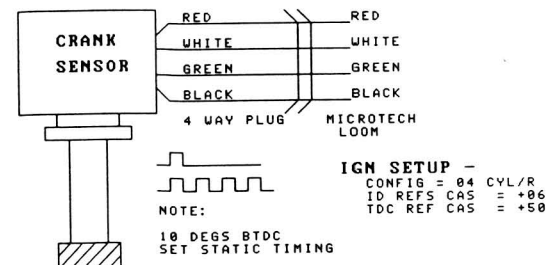 CRANK
SENSOR
RED
WHITE
GREEN
BLACK
4 WAY PLUG
RED
WHITE
GREEN
BLACK
MICROTECH
LOOM
NOTE:
10 DEGS BTDC
SET STATIC TIMING
IGN SETUP –
CONFIG = 04 CYL/R
ID REFS CAS = +06
TDC REF CAS = +50